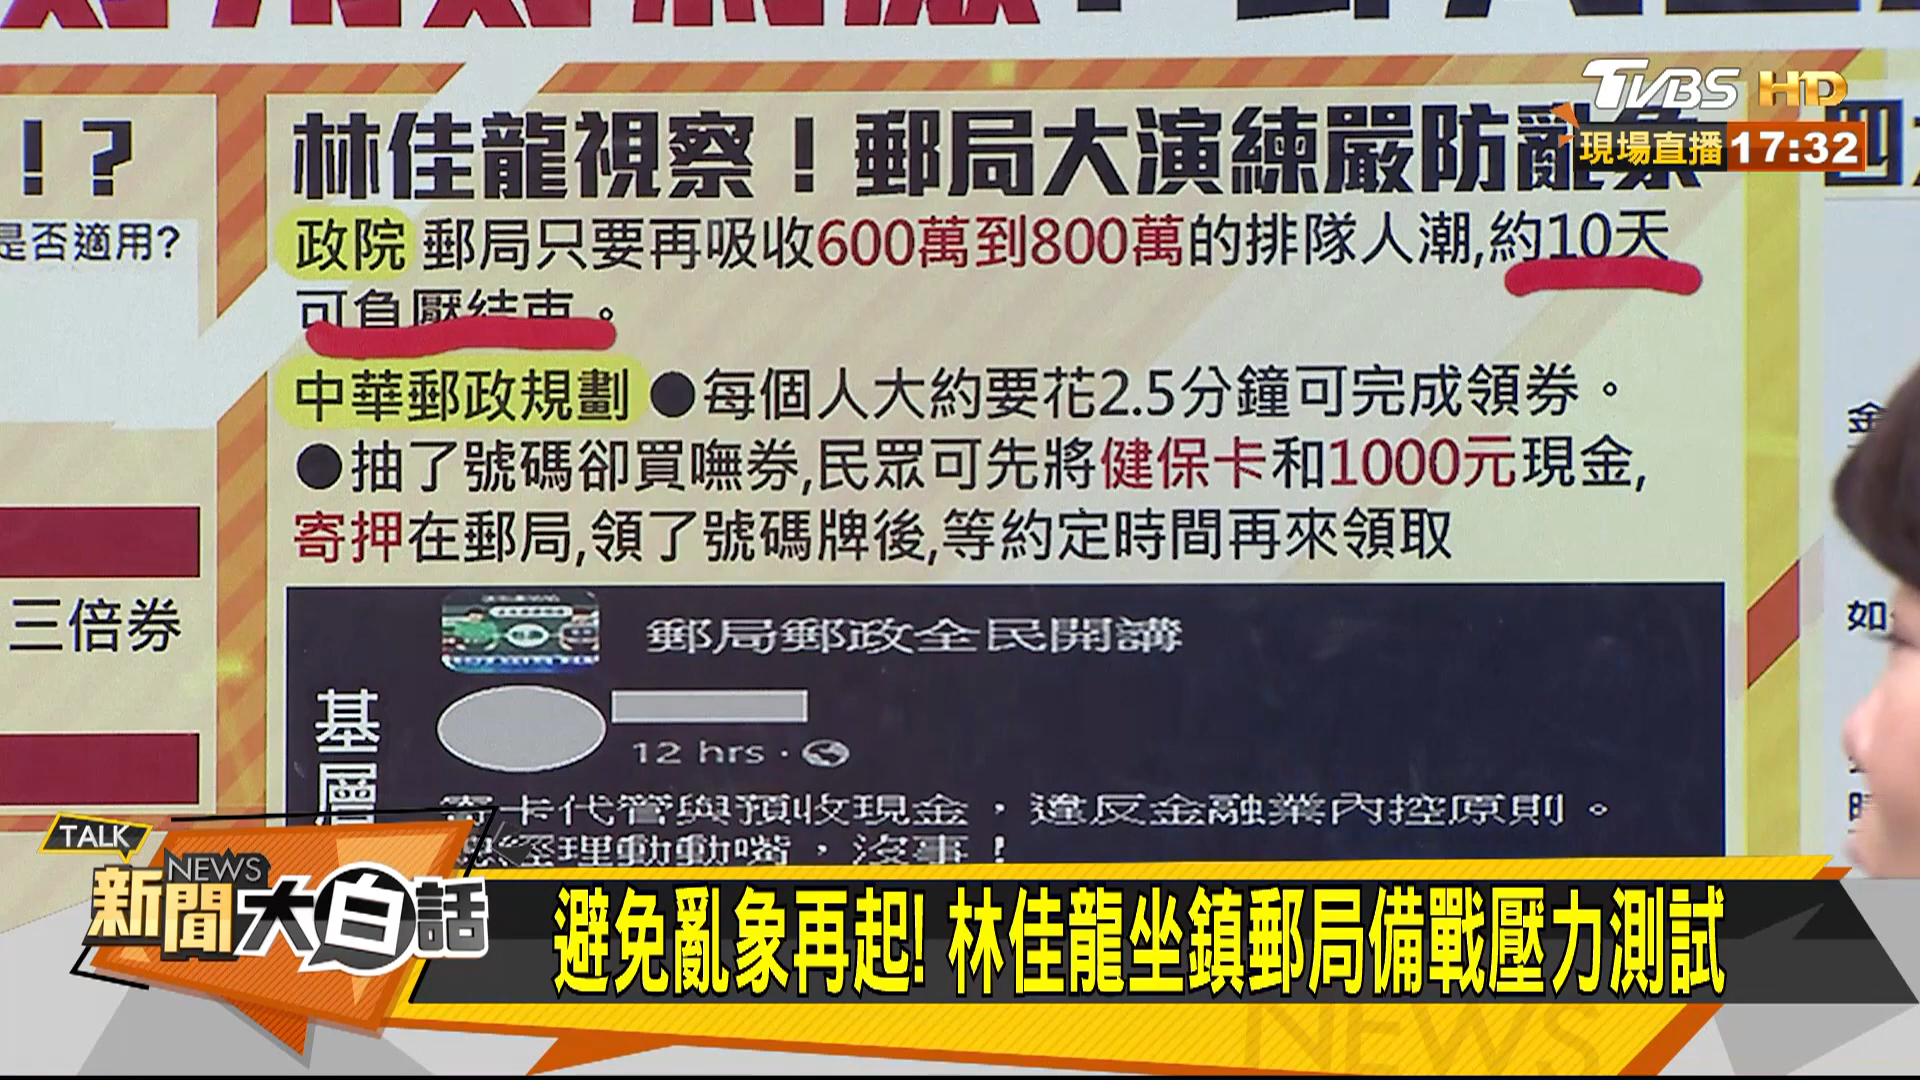 TVBS HD
現場直播 17:32
!?
是否適用?
三倍券
林佳龍視察!郵局大演練嚴防亂象
政院 郵局只要再吸收600萬到800萬的排隊人潮,約10天
可負壓結束。
中華郵政規劃 ●每個人大約要花2.5分鐘可完成領券。
●抽了號碼卻買嘸券,民眾可先將健保卡和1000元現金,
寄押在郵局,領了號碼牌後,等約定時間再來領取
郵局郵政全民開講
12 hrs
基層
寄卡代管與預收現金,違反金融業內控原則。
經理動動嘴,沒事!
四
金
如
TALK
NEWS
新聞大白話
避免亂象再起! 林佳龍坐鎮郵局備戰壓力測試
NEWS